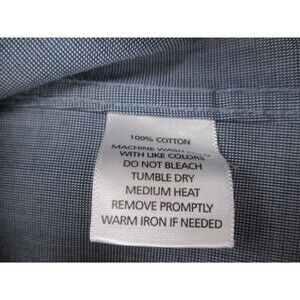 100% COTTON
MACHINE WASH
WITH LIKE COLORS
DO NOT BLEACH
TUMBLE DRY
MEDIUM HEAT
REMOVE PROMPTLY
WARM IRON IF NEEDED